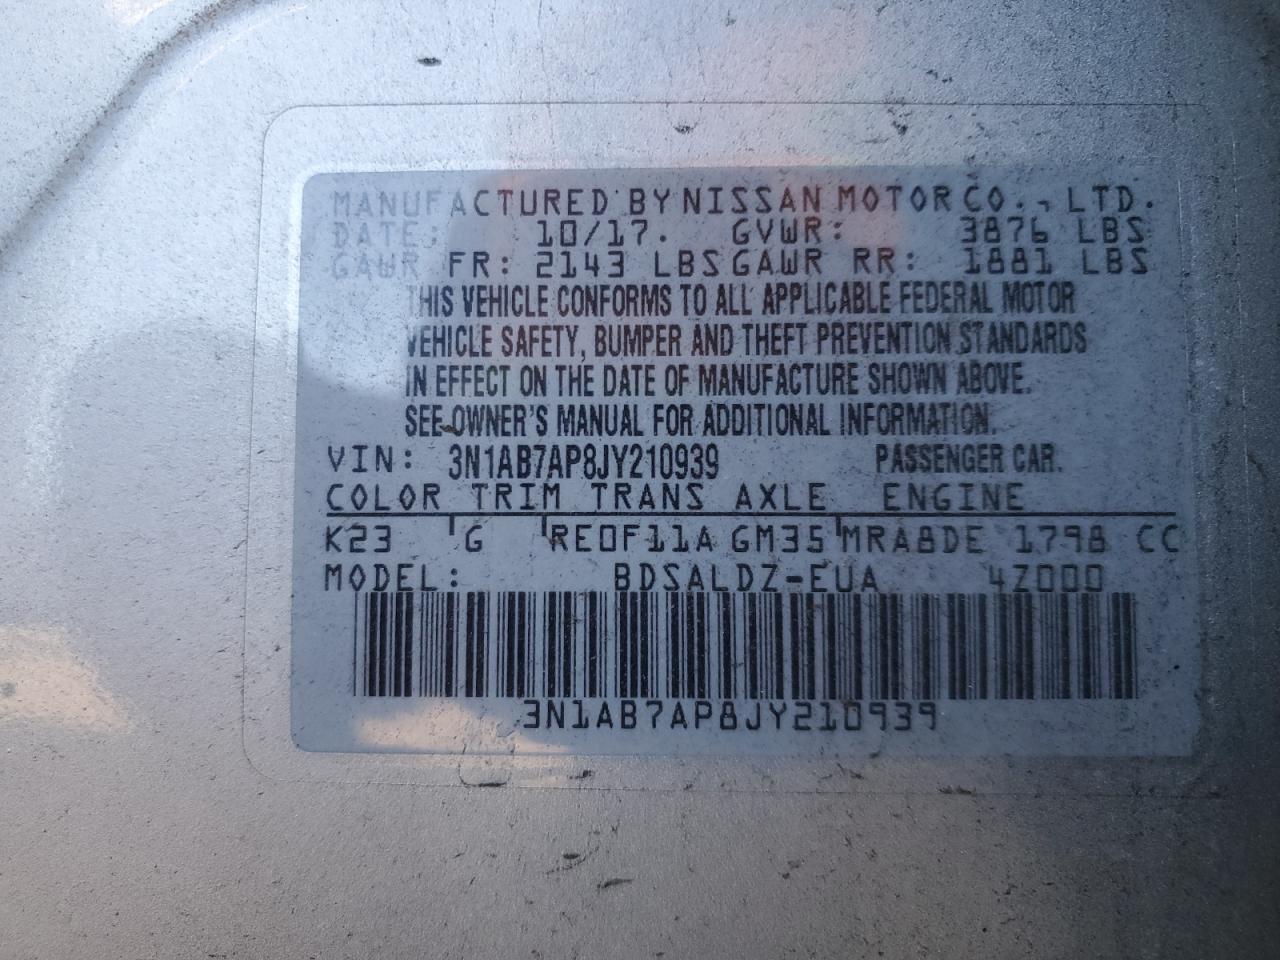 MANUFACTURED BY NISSAN MOTOR CO., LTD.
DATE: 10/17. GVWR: 3876 LBS
GAWR FR: 2143 LBS GAWR RR: 1881 LBS
THIS VEHICLE CONFORMS TO ALL APPLICABLE FEDERAL MOTOR
VEHICLE SAFETY, BUMPER AND THEFT PREVENTION STANDARDS
IN EFFECT ON THE DATE OF MANUFACTURE SHOWN ABOVE.
SEE OWNER'S MANUAL FOR ADDITIONAL INFORMATION.
VIN: 3N1AB7AP8JY210939 PASSENGER CAR.
COLOR TRIM TRANS AXLE ENGINE
K23 G RE0F11A GM35 MRA8DE 1798 CC
MODEL: BDSALDZ-EUA 4Z000
3N1AB7AP8JY210939